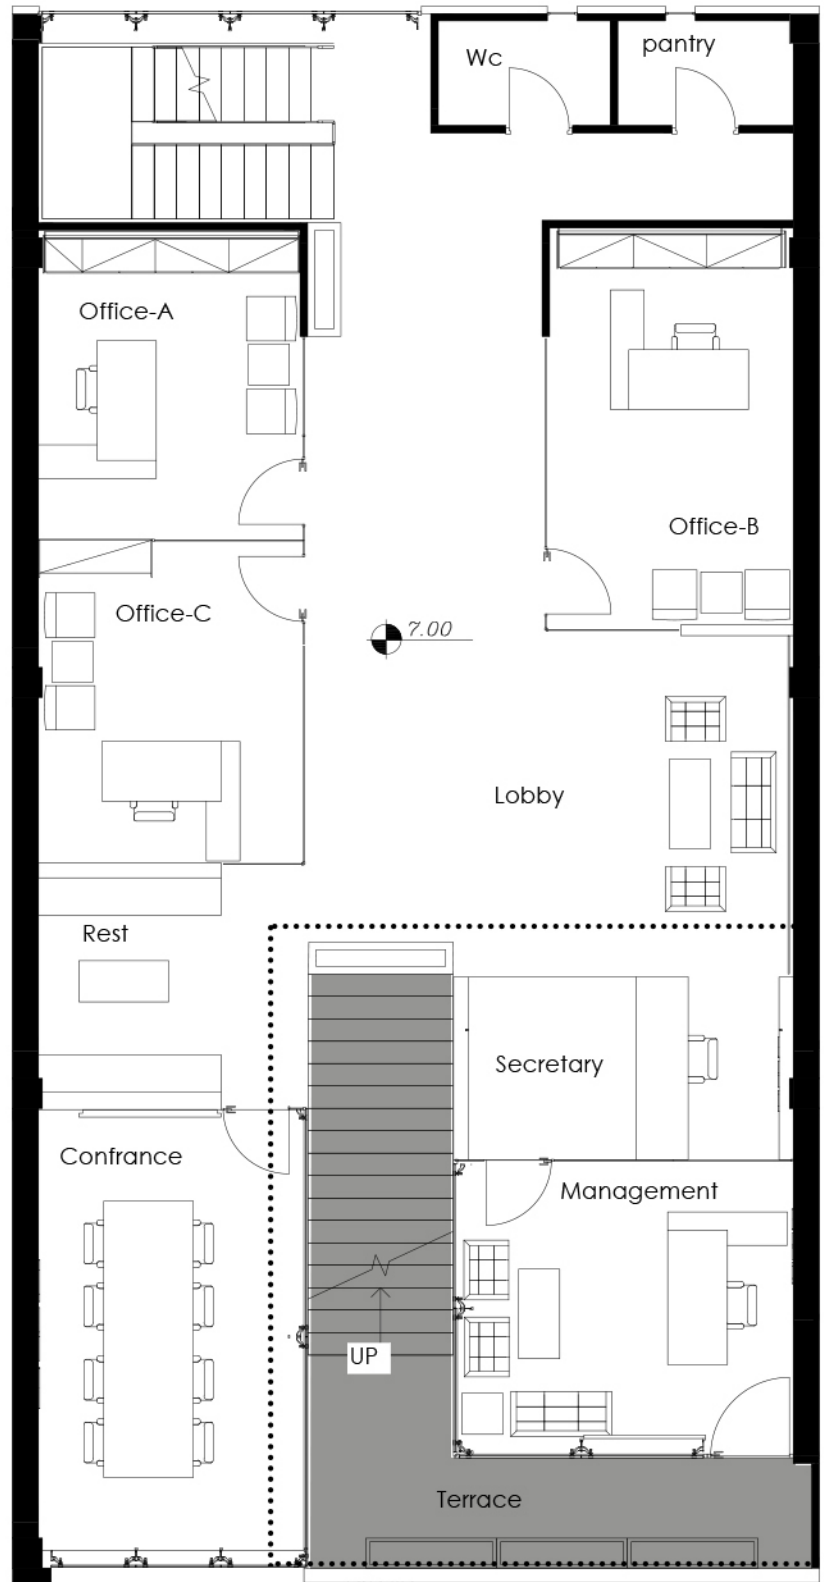 Wc
pantry
Office-A
Office-B
Office-C
7.00
Lobby
Rest
Secretary
Confrance
Management
UP
Terrace